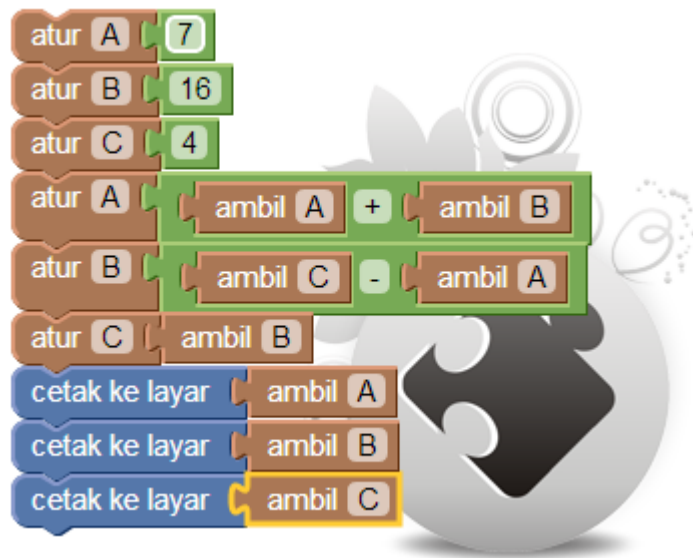 atur A 7
atur B 16
atur C 4
atur A ambil A + ambil B
atur B ambil C - ambil A
atur C ambil B
cetak ke layar ambil A
cetak ke layar ambil B
cetak ke layar ambil C